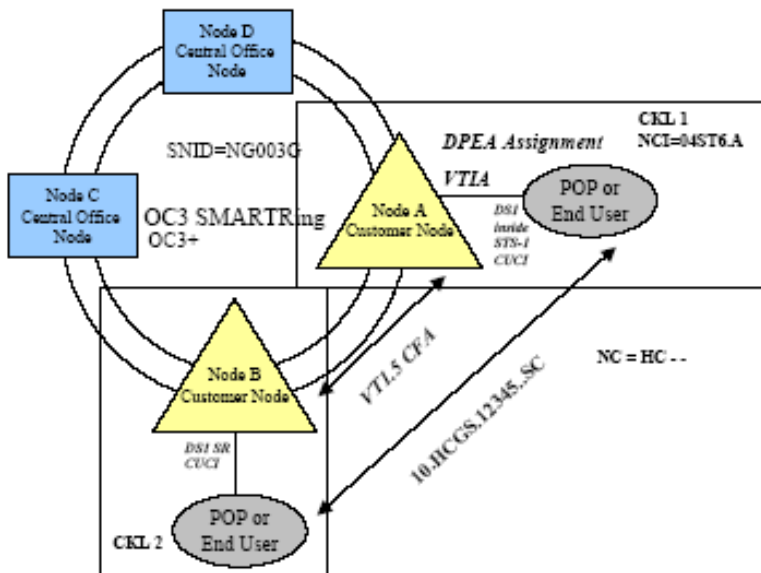 Node D
Central Office
Node
CKL 1
NCI=04ST6.A
SNID=NG003G
DPEA Assignment
VTIA
POP or
End User
Node C
Central Office
Node
OC3 SMARTRing
OC3+
Node A
Customer Node
DS1
inside
STS-1
CUCI
Node B
Customer Node
VT1.5 CFA
NC = HC - -
10.HCGS.12345..SC
DS1 SR
CUCI
POP or
End User
CKL 2